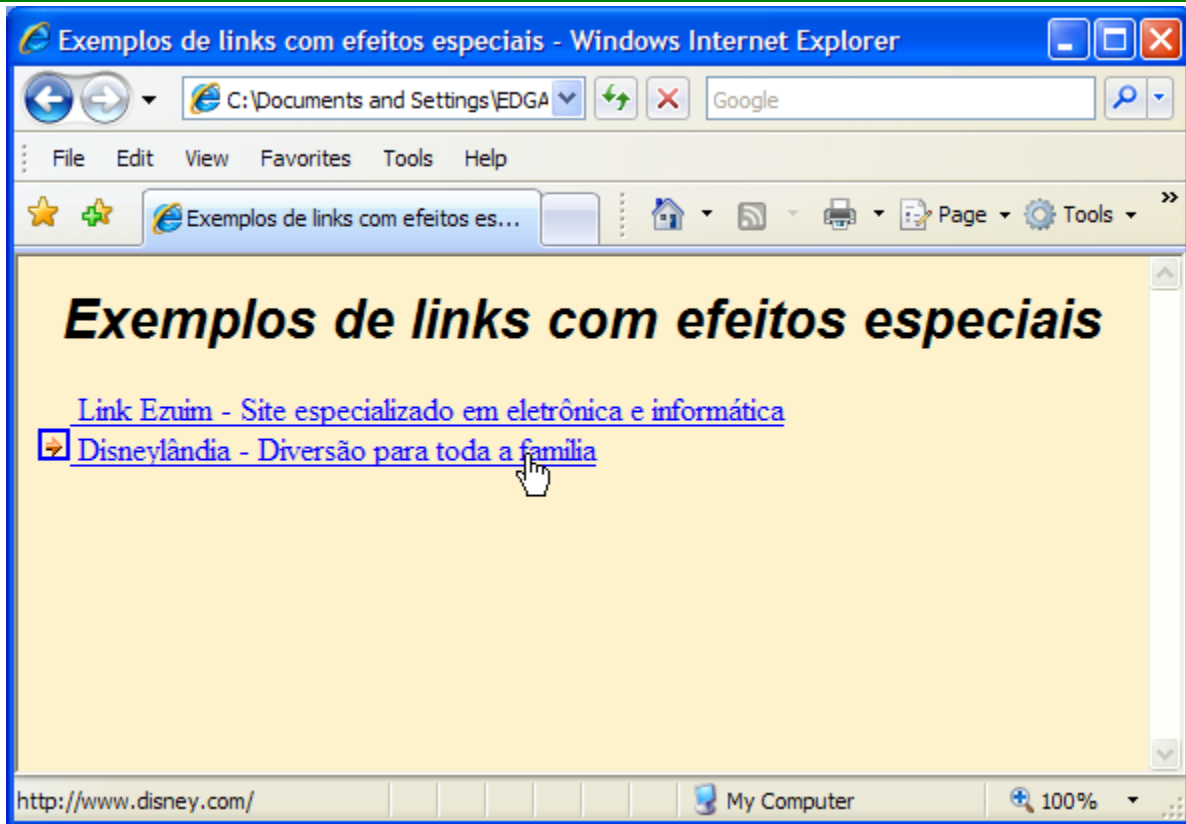 Exemplos de links com efeitos especiais - Windows Internet Explorer
C:\Documents and Settings\EDGA
Google
File Edit View Favorites Tools Help
Exemplos de links com efeitos es... Page Tools »
Exemplos de links com efeitos especiais
Link Ezuim - Site especializado em eletrônica e informática
Disneylândia - Diversão para toda a família
http://www.disney.com/ My Computer 100%